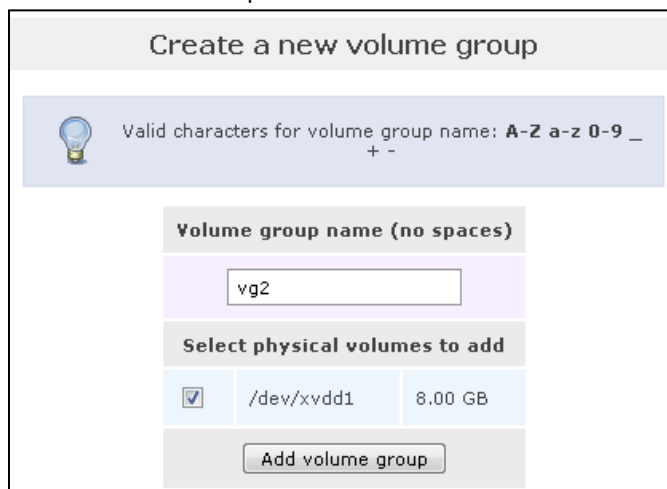 Create a new volume group
Valid characters for volume group name: A-Z a-z 0-9 _
+ -
Volume group name (no spaces)
vg2
Select physical volumes to add
/dev/xvdd1 8.00 GB
Add volume group